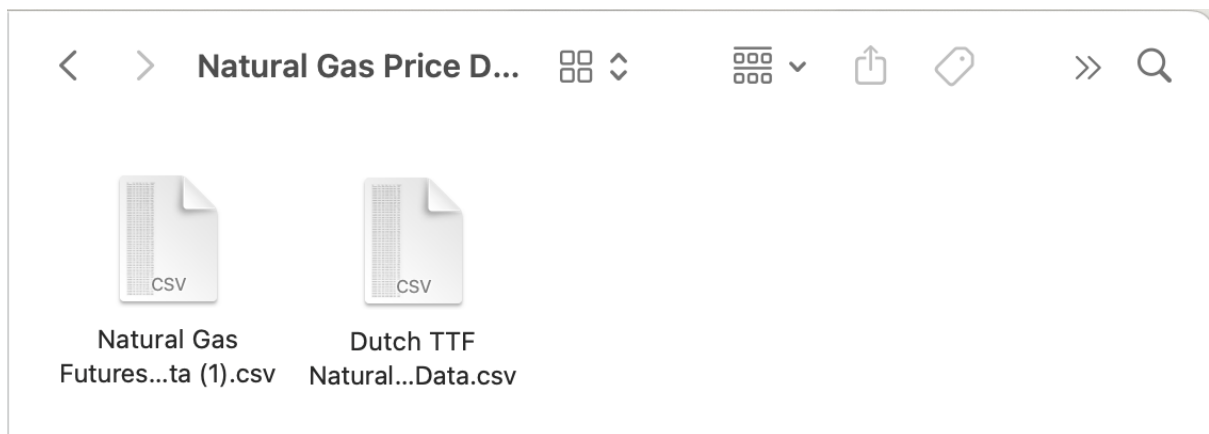 Natural Gas Price D...
CSV
CSV
Natural Gas
Futures...ta (1).csv
Dutch TTF
Natural...Data.csv